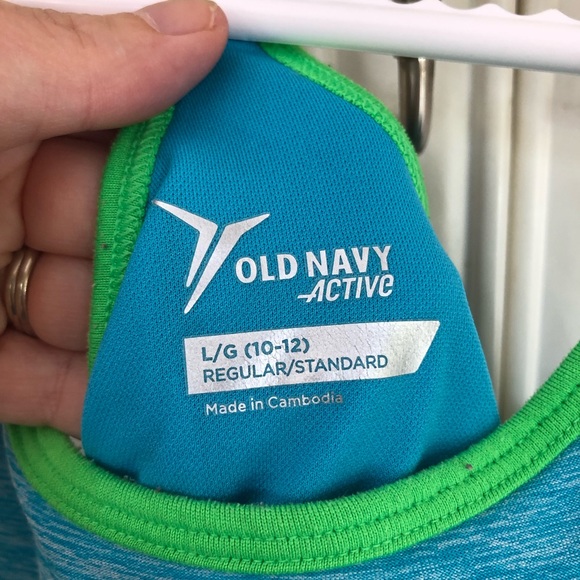 OLD NAVY
ACTIVE
L/G (10-12)
REGULAR/STANDARD
Made in Cambodia